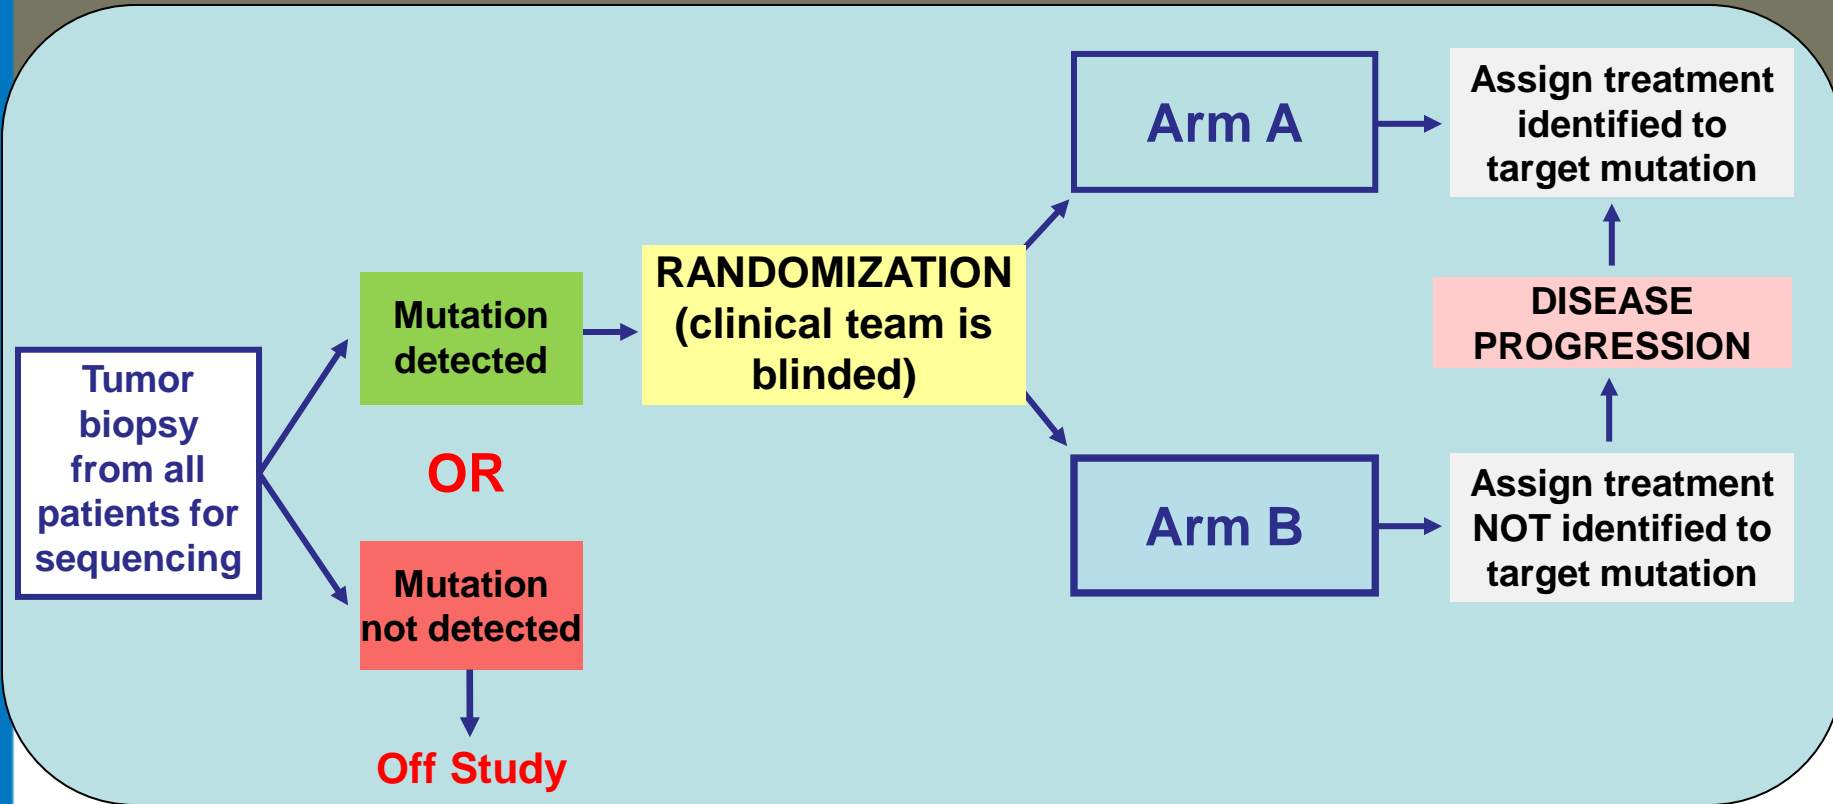 Tumor
biopsy
from all
patients for
sequencing
Mutation
detected
OR
Mutation
not detected
Off Study
RANDOMIZATION
(clinical team is
blinded)
Arm A
Assign treatment
identified to
target mutation
DISEASE
PROGRESSION
Arm B
Assign treatment
NOT identified to
target mutation